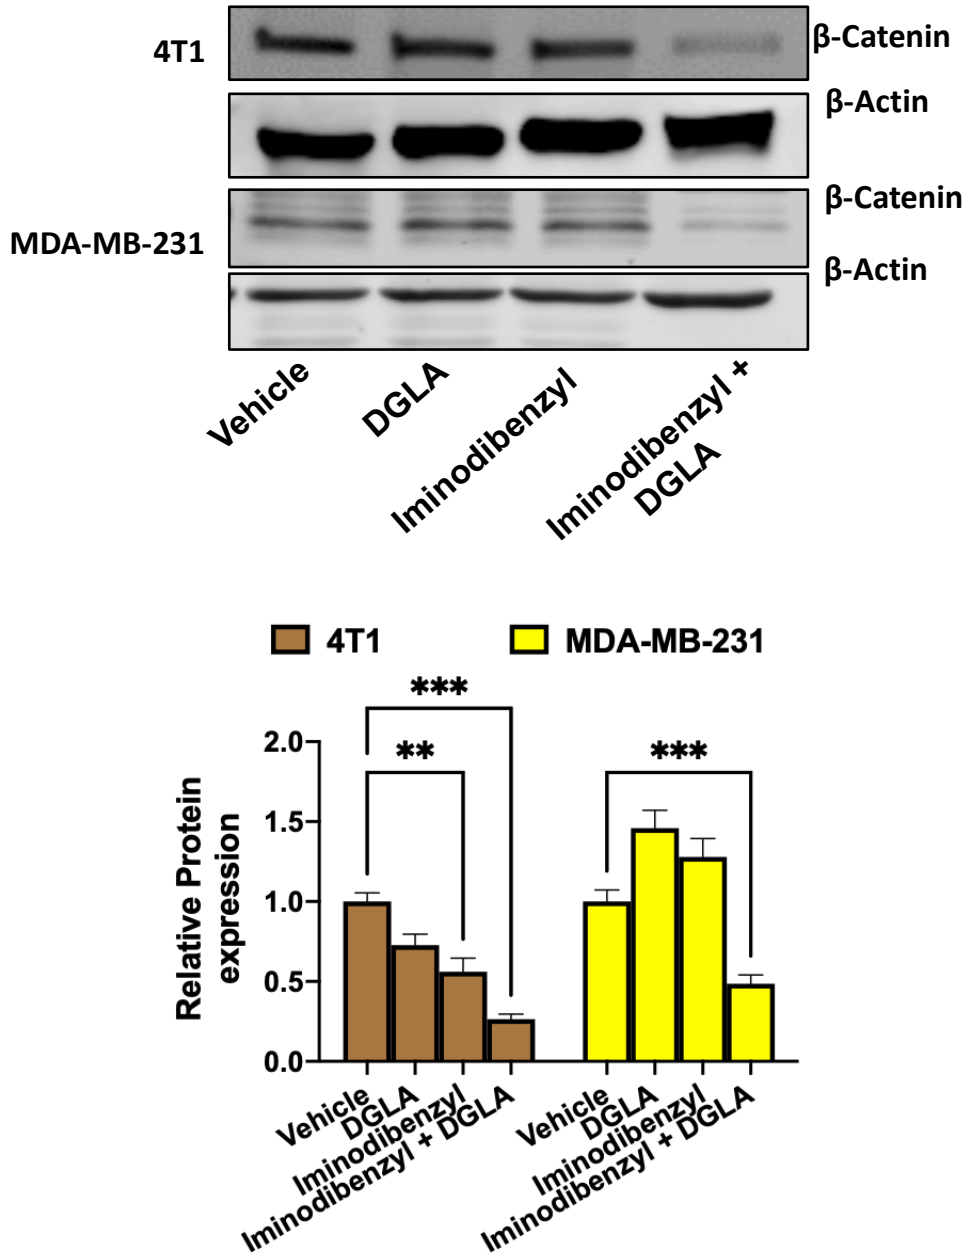 4T1
β-Catenin
β-Actin
MDA-MB-231
β-Catenin
β-Actin
Vehicle
DGLA
Iminodibenzyl
Iminodibenzyl +
DGLA
4T1
MDA-MB-231
***
**
***
Relative Protein
expression
2.0
1.5
1.0
0.5
0.0
Vehicle
DGLA
Iminodibenzyl
Iminodibenzyl + DGLA
Vehicle
DGLA
Iminodibenzyl
Iminodibenzyl + DGLA